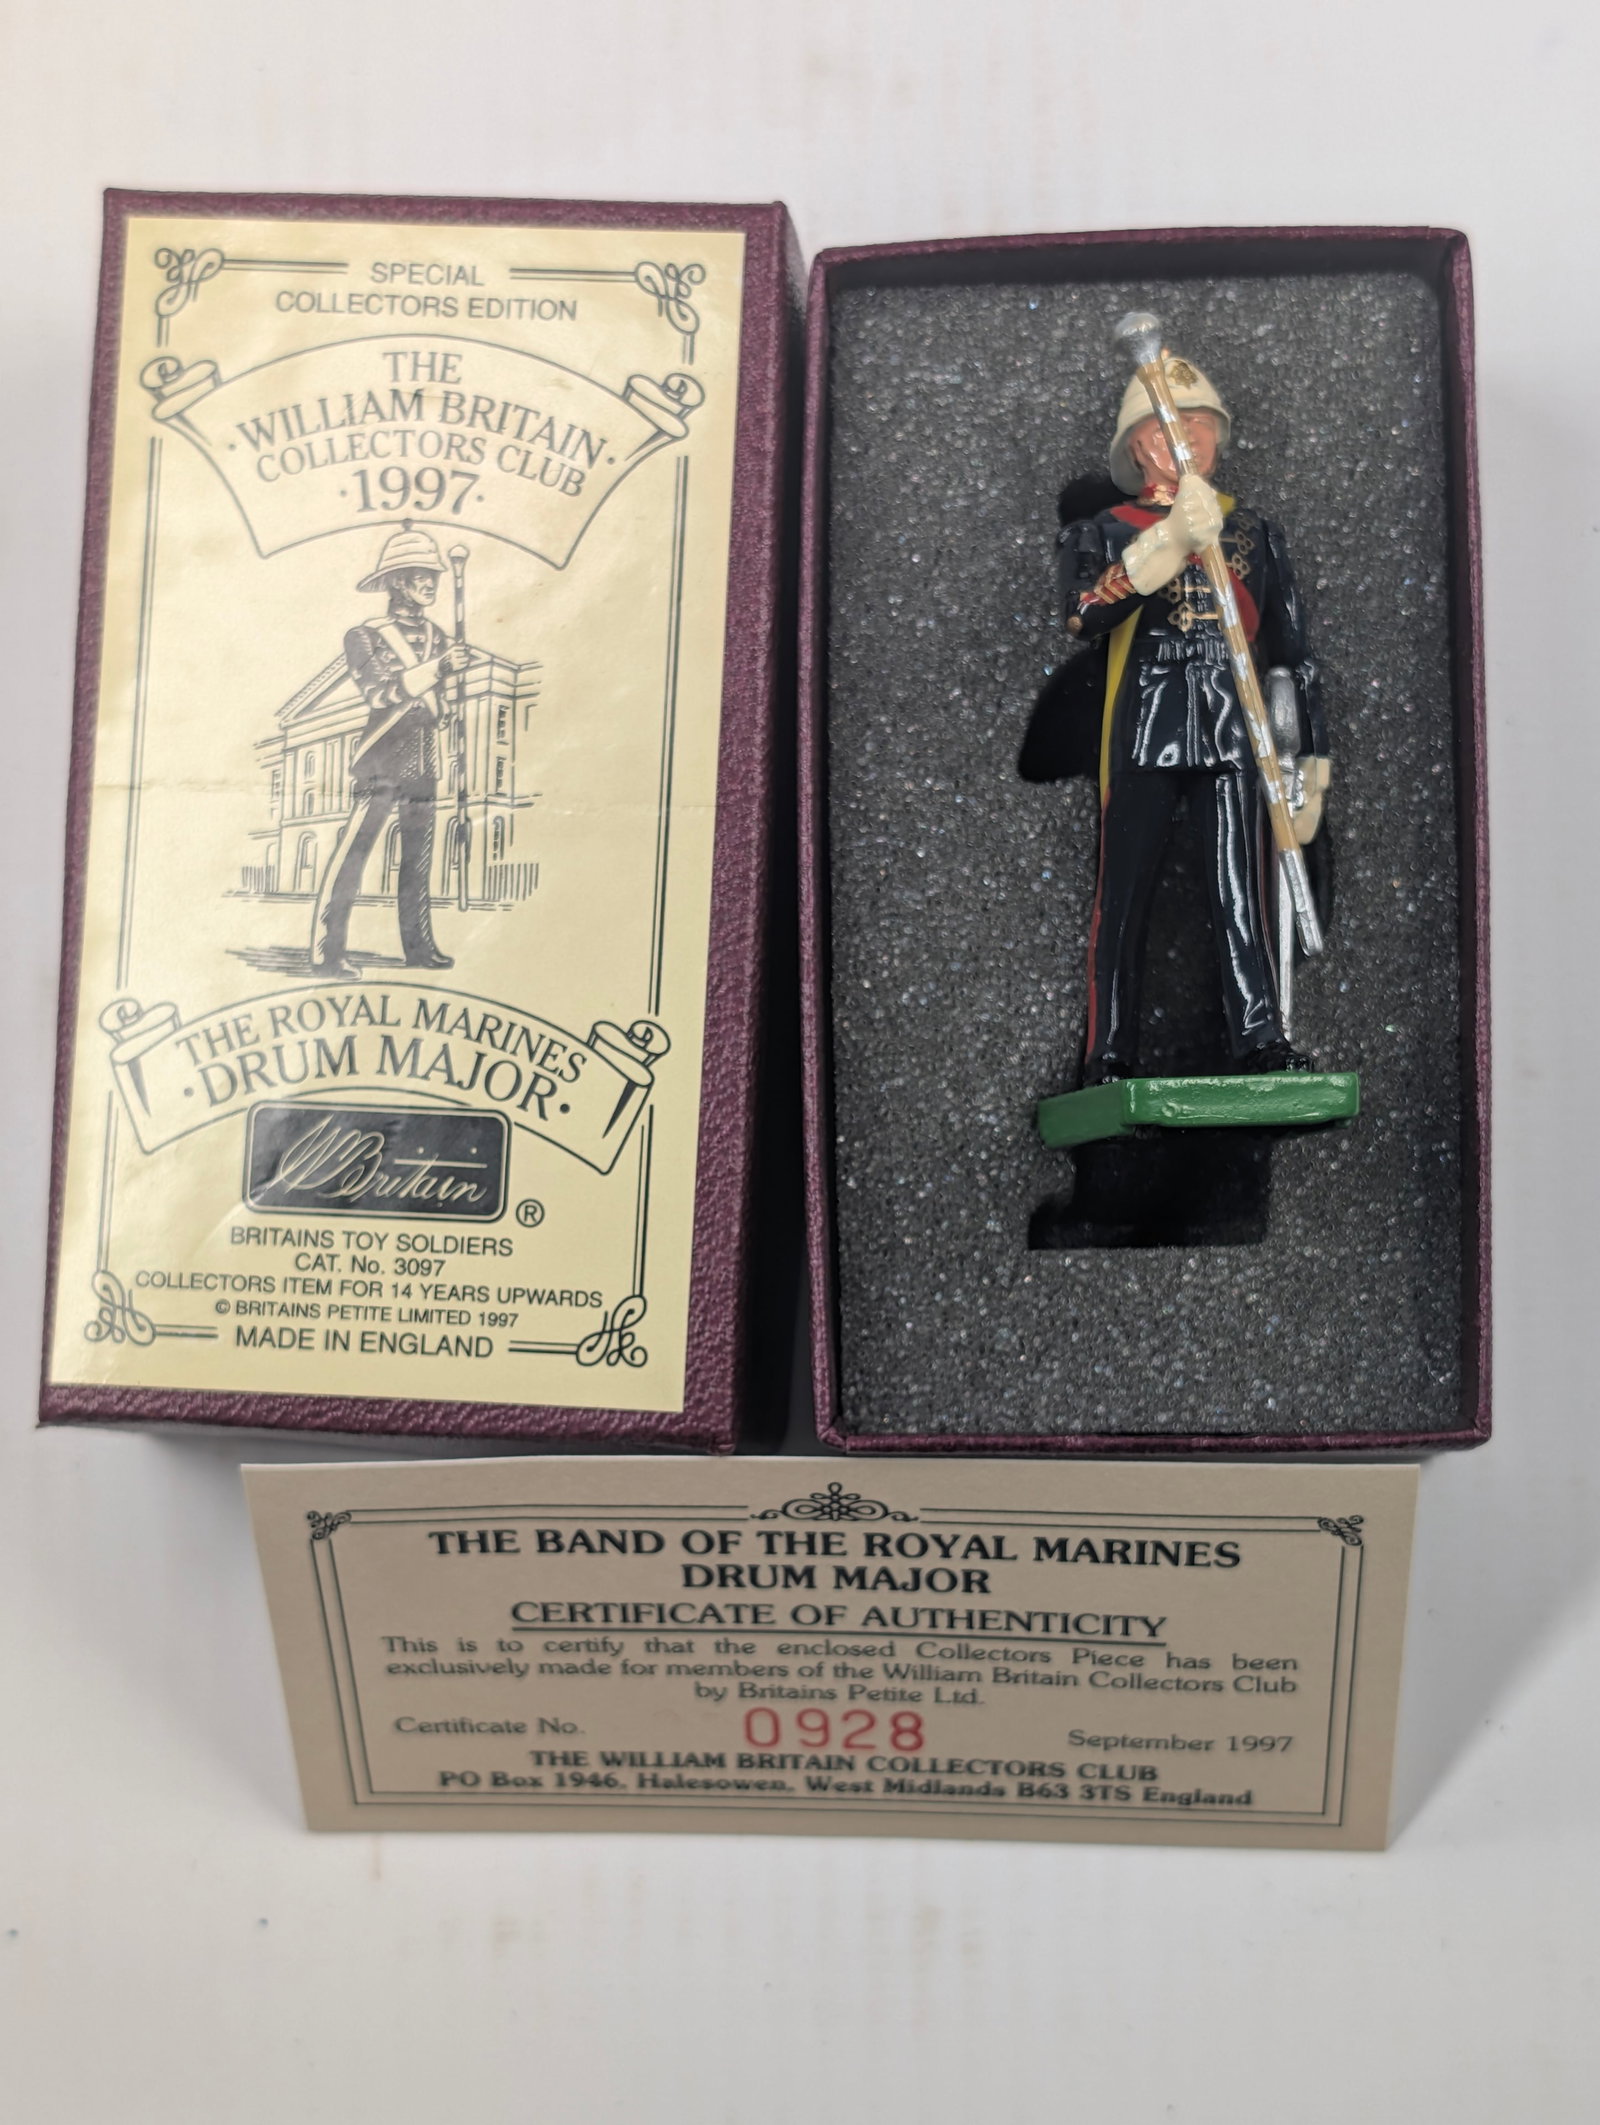 SPECIAL
COLLECTORS EDITION
THE
·WILLIAM BRITAIN·
COLLECTORS CLUB
·1997·
THE ROYAL MARINES
·DRUM MAJOR·
WBritain
®
BRITAINS TOY SOLDIERS
CAT. No. 3097
COLLECTORS ITEM FOR 14 YEARS UPWARDS
© BRITAINS PETITE LIMITED 1997
MADE IN ENGLAND
THE BAND OF THE ROYAL MARINES
DRUM MAJOR
CERTIFICATE OF AUTHENTICITY
This is to certify that the enclosed Collectors Piece has been
exclusively made for members of the William Britain Collectors Club
by Britains Petite Ltd.
Certificate No. 0928 September 1997
THE WILLIAM BRITAIN COLLECTORS CLUB
PO Box 1946, Halesowen, West Midlands B63 3TS England